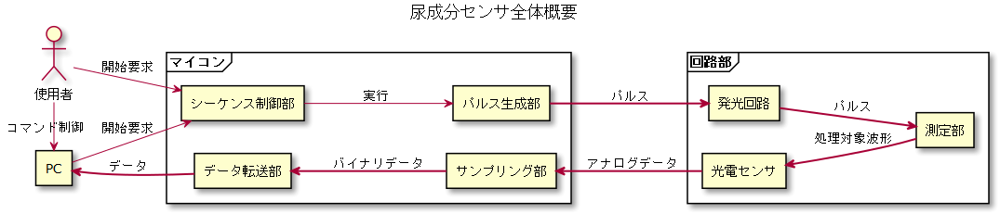 尿成分センサ全体概要
マイコン
回路部
使用者
開始要求
シーケンス制御部
実行
パルス生成部
パルス
発光回路
パルス
測定部
コマンド制御
開始要求
処理対象波形
PC
データ
データ転送部
バイナリデータ
サンプリング部
アナログデータ
光電センサ